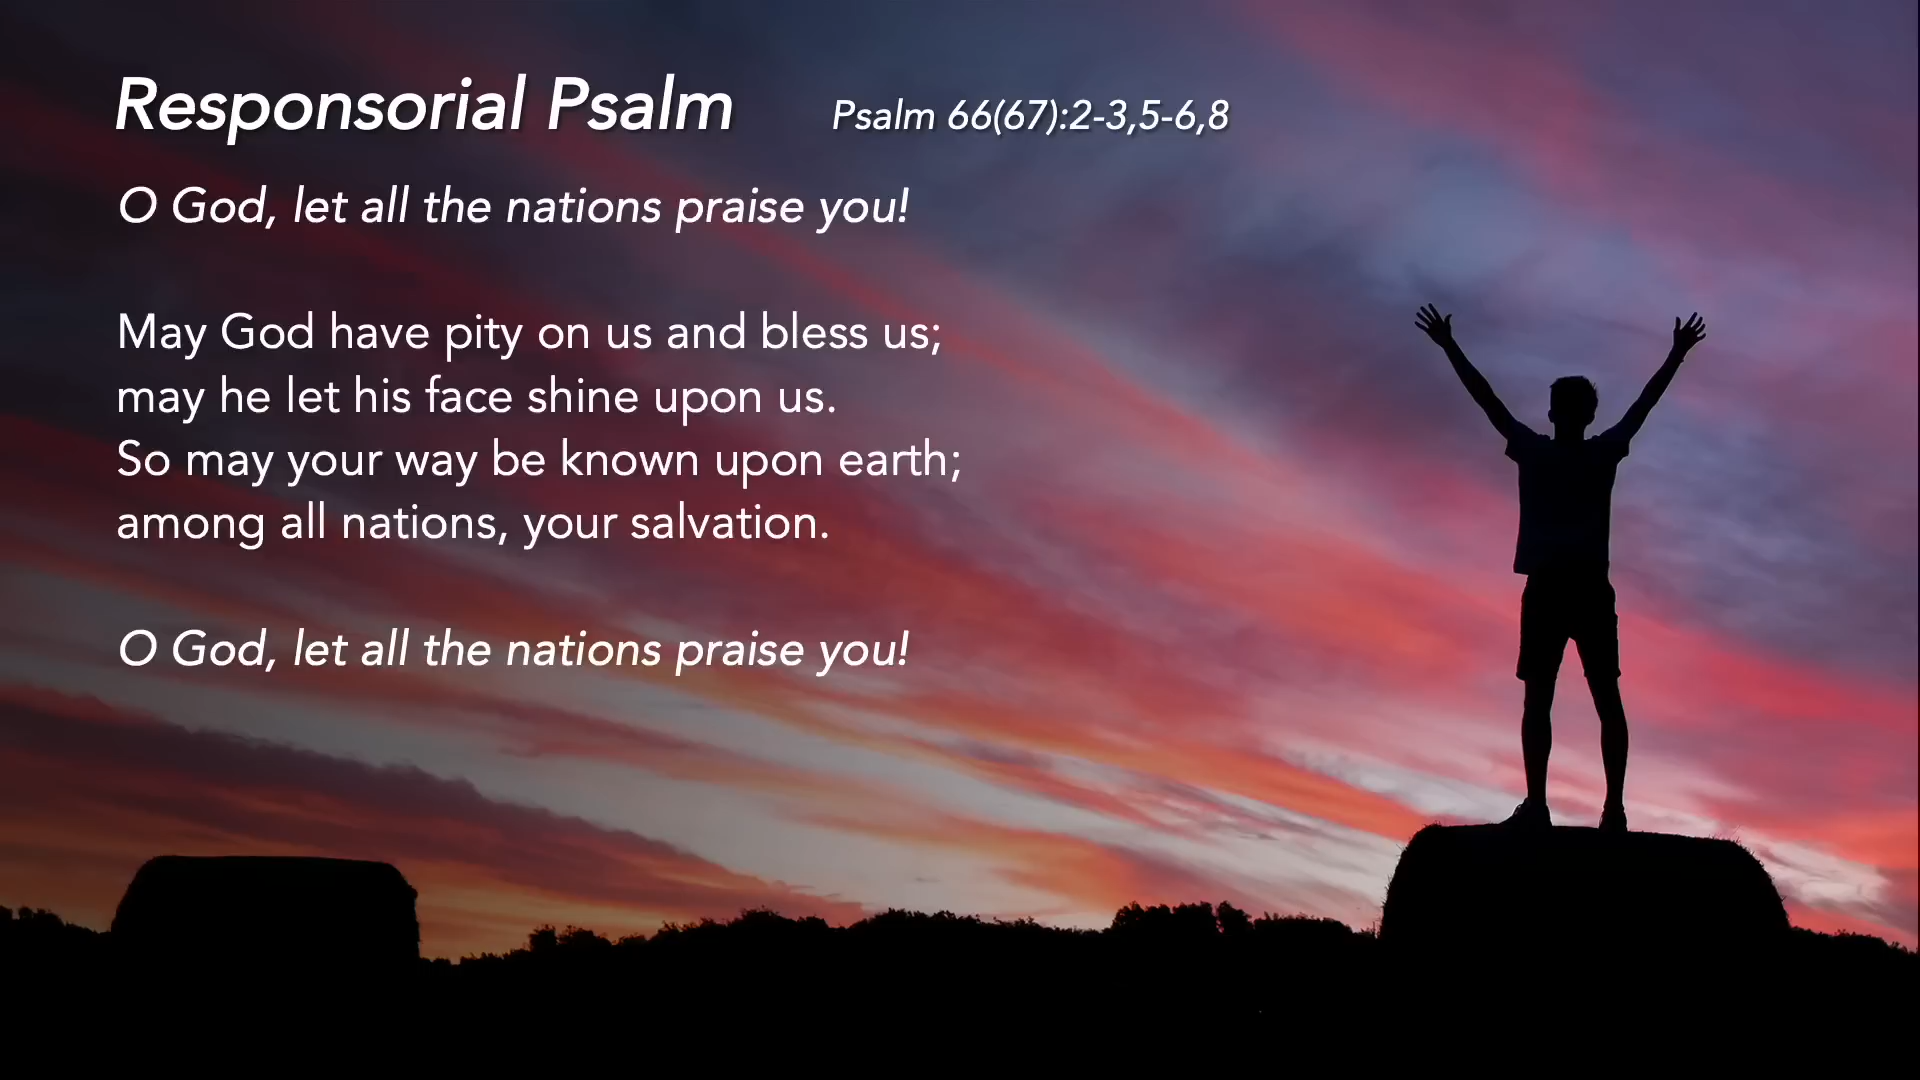 Responsorial Psalm Psalm 66(67):2-3,5-6,8
O God, let all the nations praise you!
May God have pity on us and bless us;
may he let his face shine upon us.
So may your way be known upon earth;
among all nations, your salvation.
O God, let all the nations praise you!